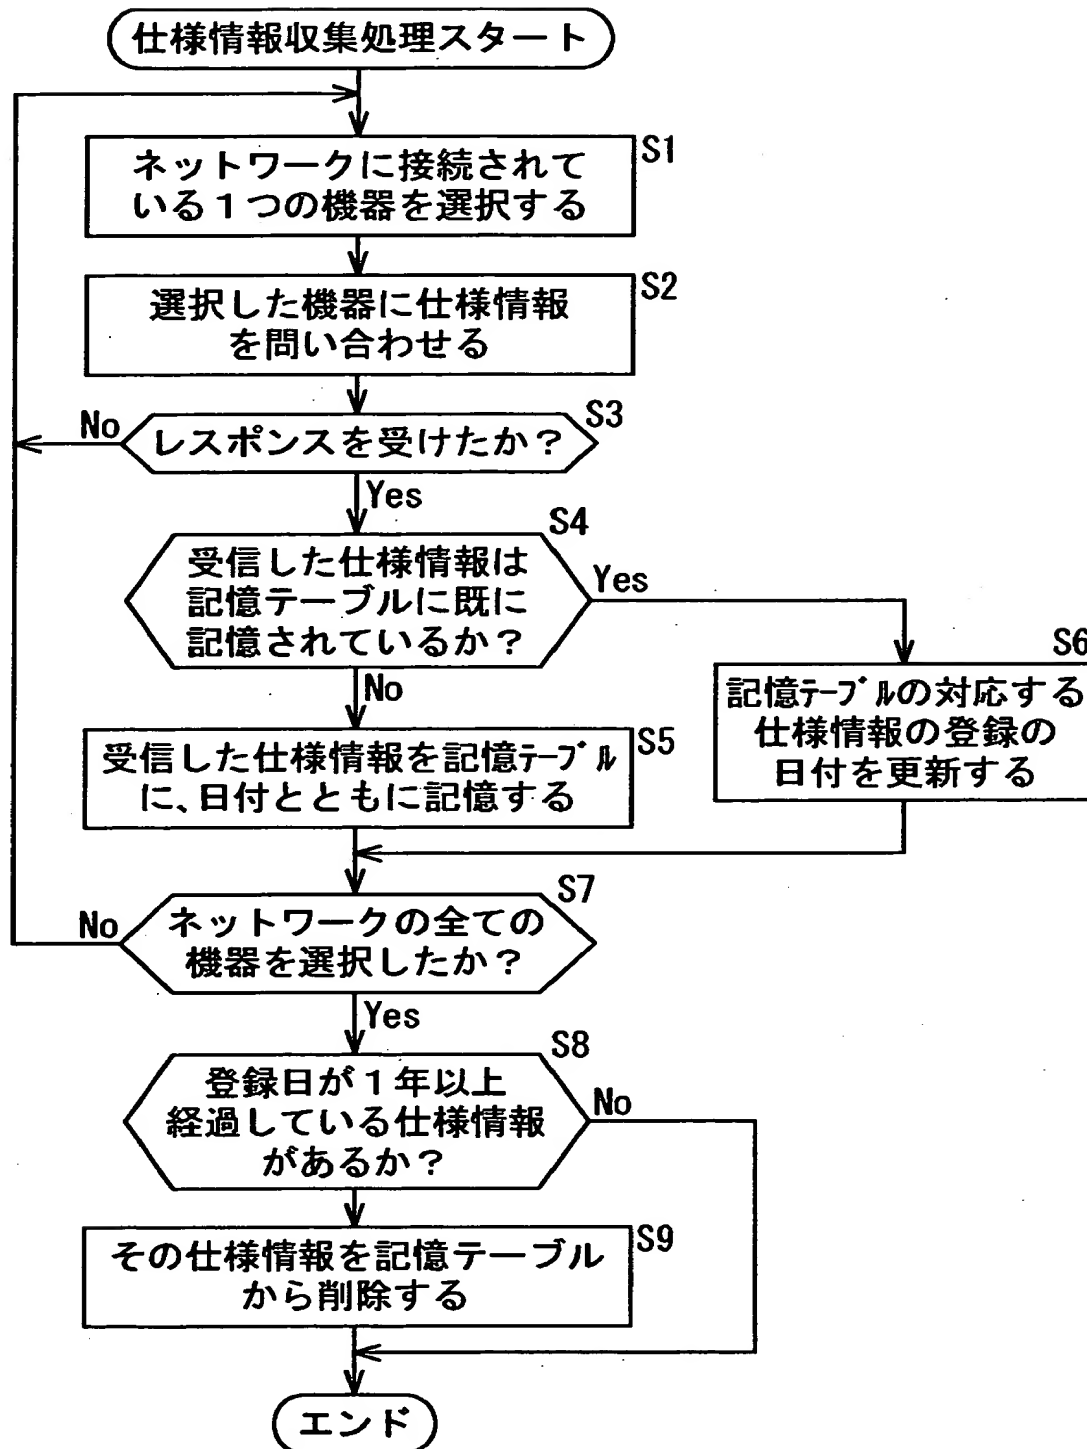 仕様情報収集処理スタート
ネットワークに接続されて
いる1つの機器を選択する
S1
選択した機器に仕様情報
を問い合わせる
S2
レスポンスを受けたか?
S3
No
Yes
受信した仕様情報は
記憶テーブルに既に
記憶されているか?
S4
Yes
No
受信した仕様情報を記憶テーブル
に、日付とともに記憶する
S5
記憶テーブルの対応する
仕様情報の登録の
日付を更新する
S6
ネットワークの全ての
機器を選択したか?
S7
No
Yes
登録日が1年以上
経過している仕様情報
があるか?
S8
No
その仕様情報を記憶テーブル
から削除する
S9
エンド